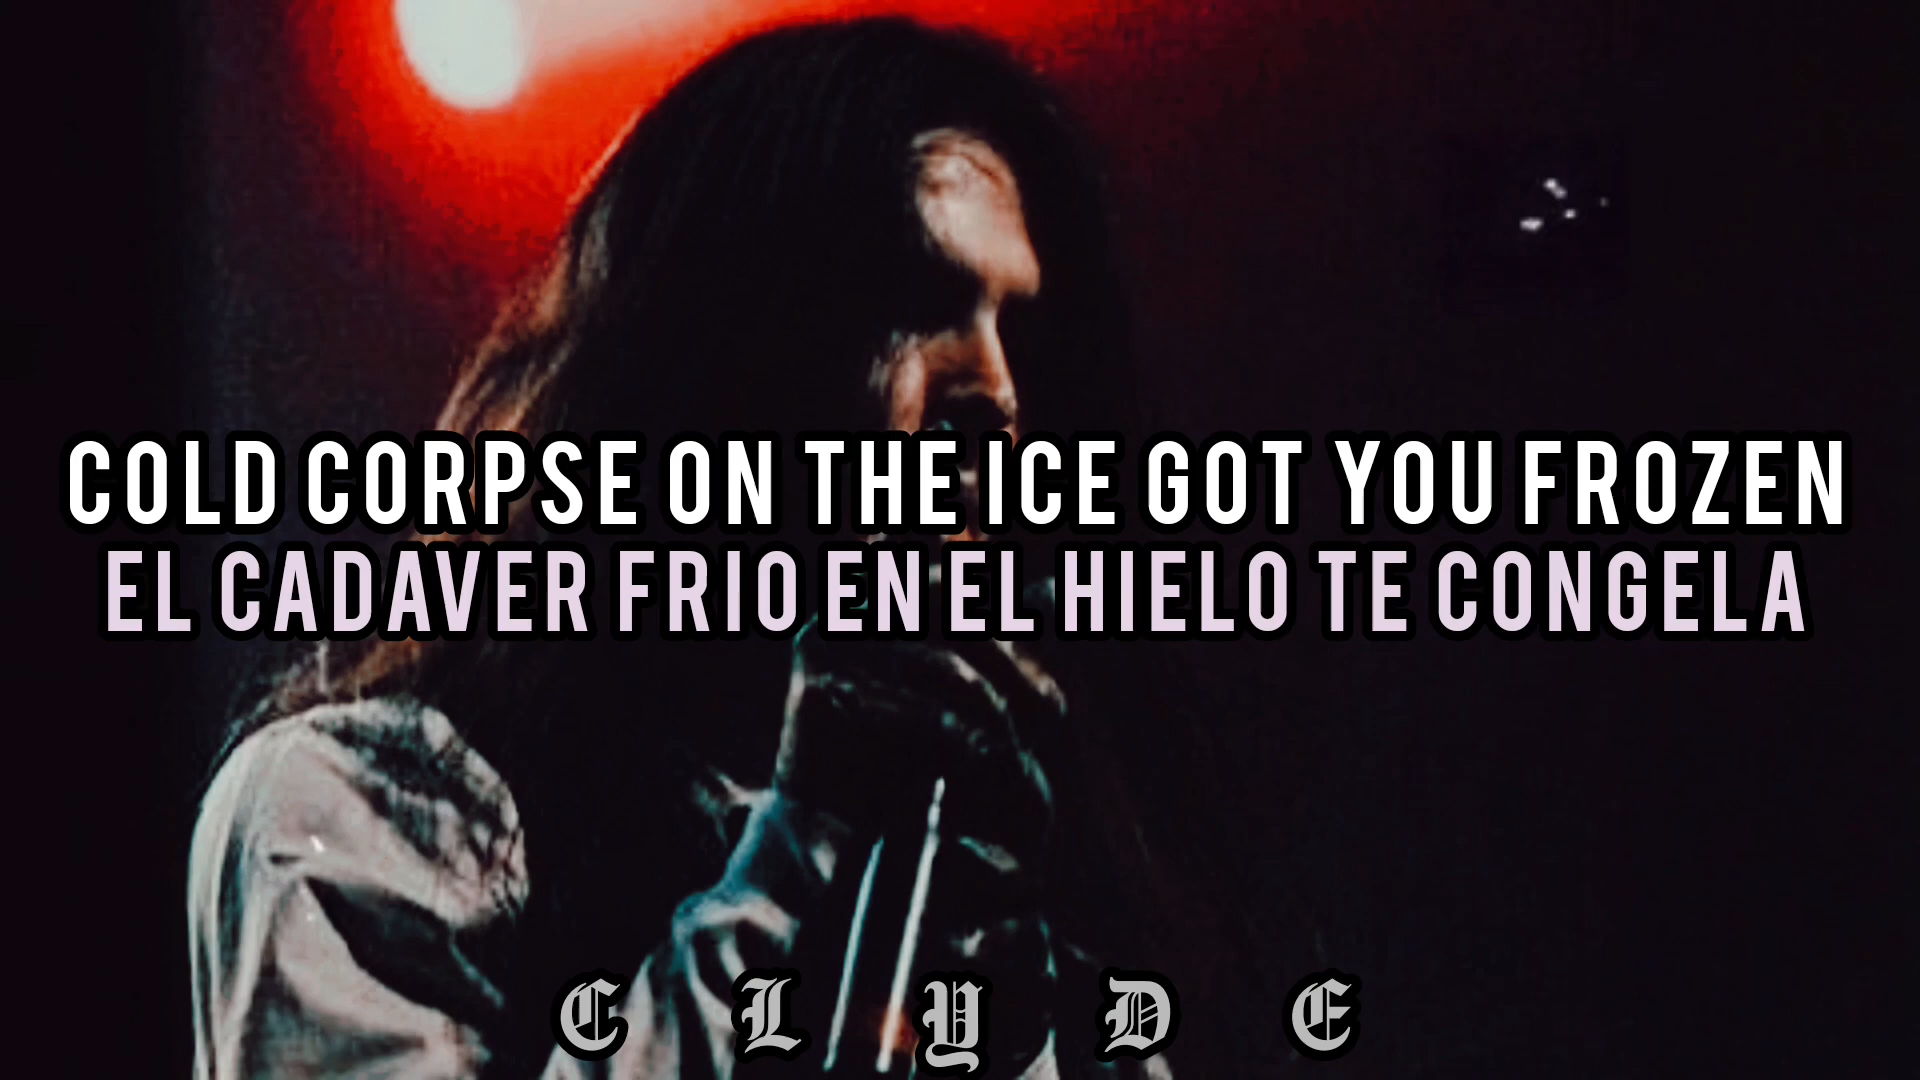 COLD CORPSE ON THE ICE GOT YOU FROZEN
EL CADAVER FRIO EN EL HIELO TE CONGELA
C L Y D E